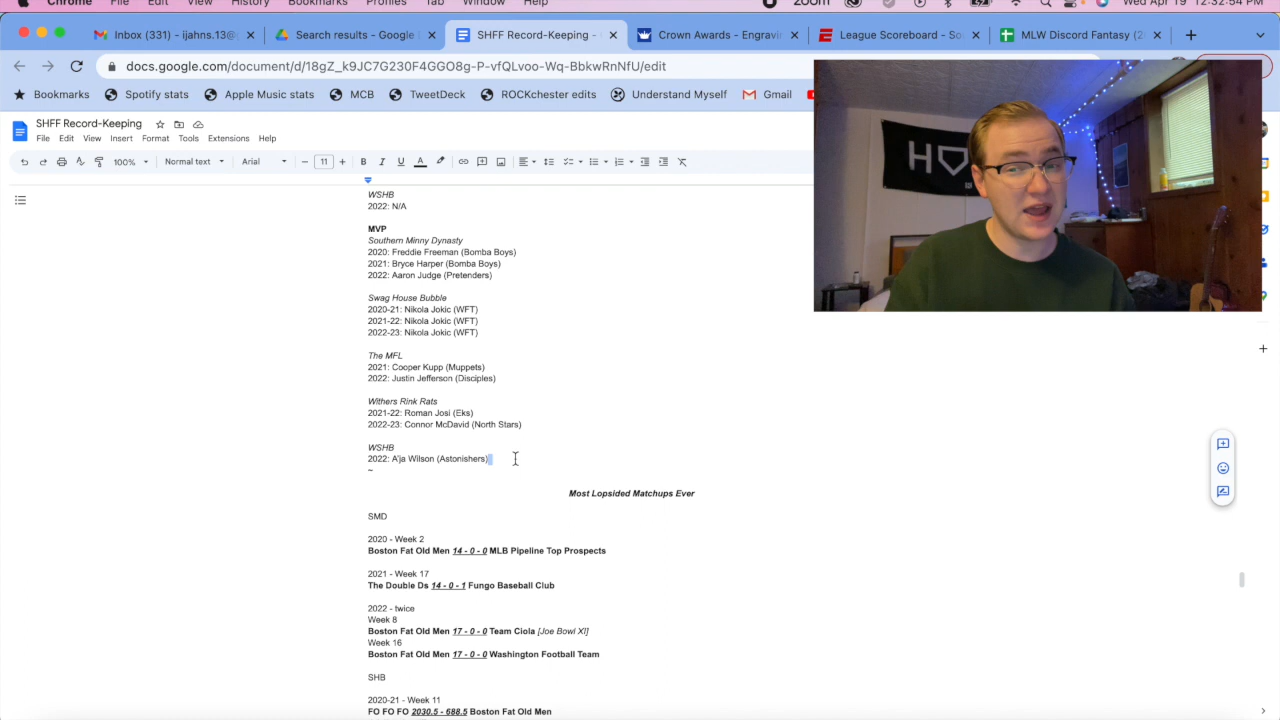 Chrome File Edit View History Bookmarks Profiles Tab Window Help ZOOM Wed Apr 19 12:32:54 PM
Inbox (331) - ijahns.13@ Search results - Google SHFF Record-Keeping - Crown Awards - Engravin League Scoreboard - So MLW Discord Fantasy (2
docs.google.com/document/d/18gZ_k9JC7G230F4GGO8g-P-vfQLvoo-Wq-BbkwRnNfU/edit
Bookmarks Spotify stats Apple Music stats MCB TweetDeck ROCKchester edits Understand Myself Gmail
SHFF Record-Keeping
File Edit View Insert Format Tools Extensions Help
100% Normal text Arial 11 B I U A
WSHB
2022: N/A
MVP
Southern Minny Dynasty
2020: Freddie Freeman (Bomba Boys)
2021: Bryce Harper (Bomba Boys)
2022: Aaron Judge (Pretenders)
Swag House Bubble
2020-21: Nikola Jokic (WFT)
2021-22: Nikola Jokic (WFT)
2022-23: Nikola Jokic (WFT)
The MFL
2021: Cooper Kupp (Muppets)
2022: Justin Jefferson (Disciples)
Withers Rink Rats
2021-22: Roman Josi (Eks)
2022-23: Connor McDavid (North Stars)
WSHB
2022: A'ja Wilson (Astonishers)
~
Most Lopsided Matchups Ever
SMD
2020 - Week 2
Boston Fat Old Men 14 - 0 - 0 MLB Pipeline Top Prospects
2021 - Week 17
The Double Ds 14 - 0 - 1 Fungo Baseball Club
2022 - twice
Week 8
Boston Fat Old Men 17 - 0 - 0 Team Ciola [Joe Bowl XI]
Week 16
Boston Fat Old Men 17 - 0 - 0 Washington Football Team
SHB
2020-21 - Week 11
FO FO FO 2030.5 - 688.5 Boston Fat Old Men